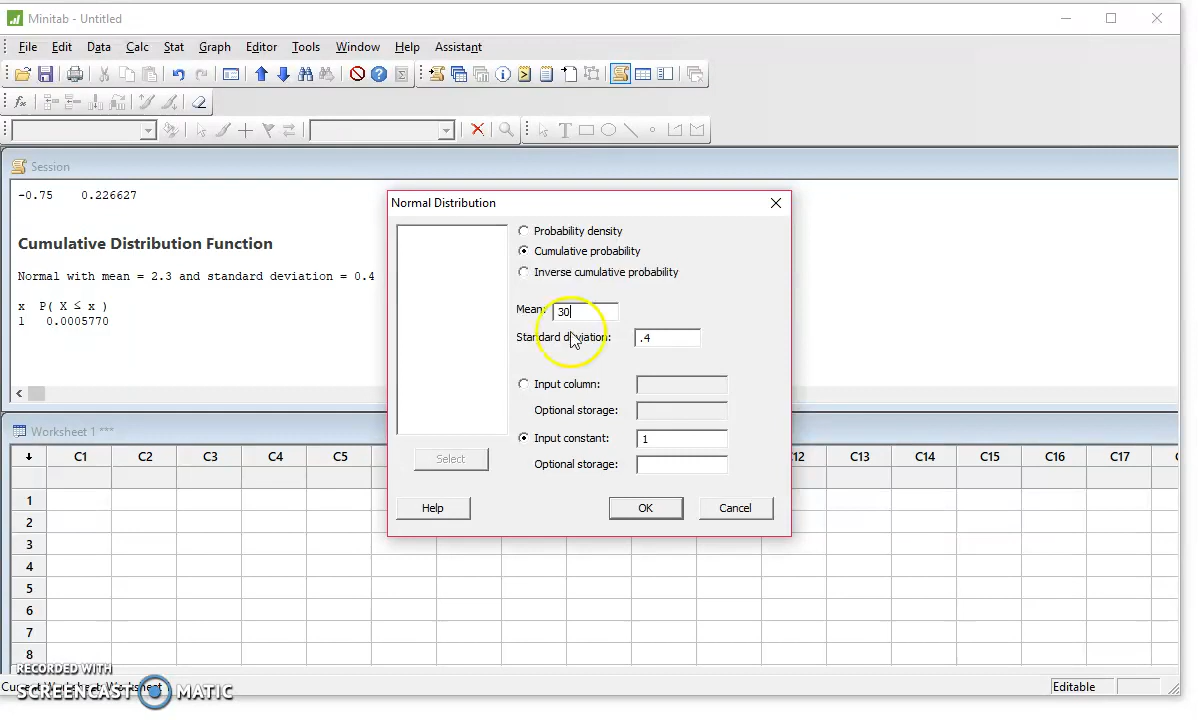 Minitab - Untitled
File Edit Data Calc Stat Graph Editor Tools Window Help Assistant
Session
-0.75 0.226627
Cumulative Distribution Function
Normal with mean = 2.3 and standard deviation = 0.4
x P( X ≤ x )
1 0.0005770
Normal Distribution
Probability density
Cumulative probability
Inverse cumulative probability
Mean: 30
Standard deviation: .4
Input column:
Optional storage:
Input constant: 1
Optional storage:
Select
Help OK Cancel
Worksheet 1 ***
C1 C2 C3 C4 C5 12 C13 C14 C15 C16 C17
1
2
3
4
5
6
7
8
RECORDED WITH
SCREENCAST MATIC
Editable